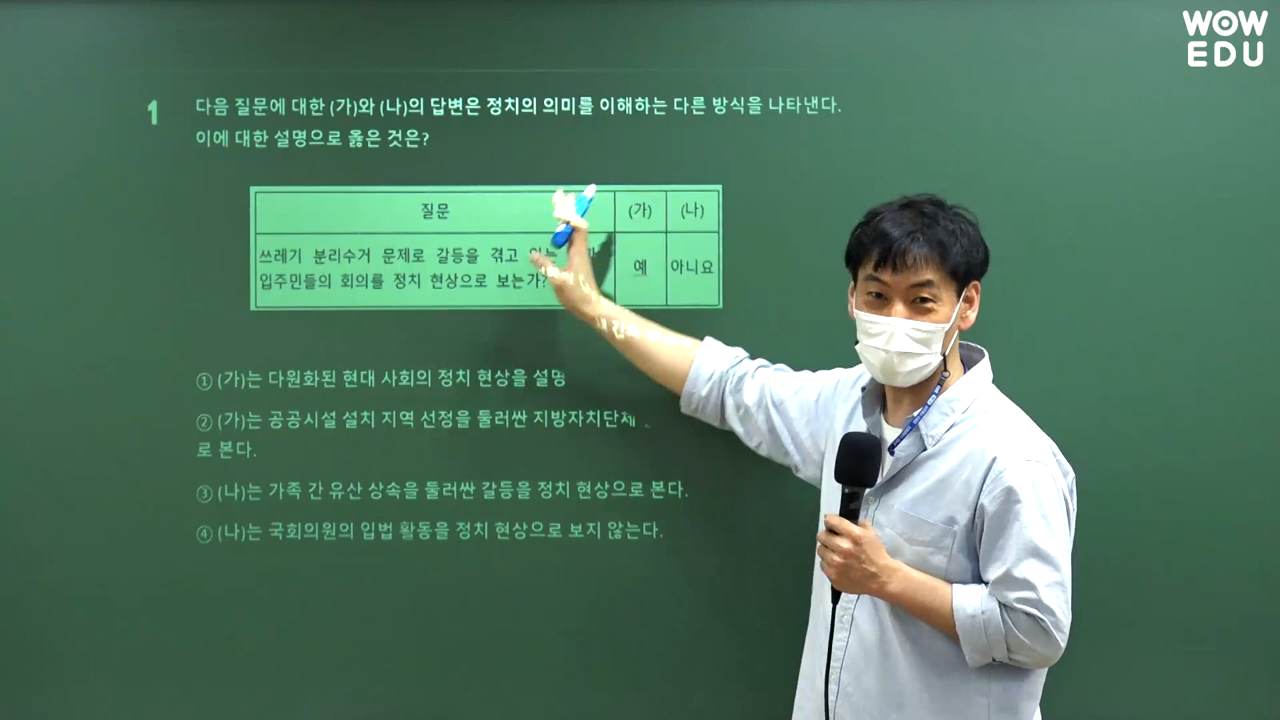 WOW
EDU
1 다음 질문에 대한 (가)와 (나)의 답변은 정치의 의미를 이해하는 다른 방식을 나타낸다.
이에 대한 설명으로 옳은 것은?
질문 (가) (나)
쓰레기 분리수거 문제로 갈등을 겪고
입주민들의 회의를 정치 현상으로 보는가?
예 아니요
① (가)는 다원화된 현대 사회의 정치 현상을 설명
② (가)는 공공시설 설치 지역 선정을 둘러싼 지방자치단체
로 본다.
③ (나)는 가족 간 유산 상속을 둘러싼 갈등을 정치 현상으로 본다.
④ (나)는 국회의원의 입법 활동을 정치 현상으로 보지 않는다.